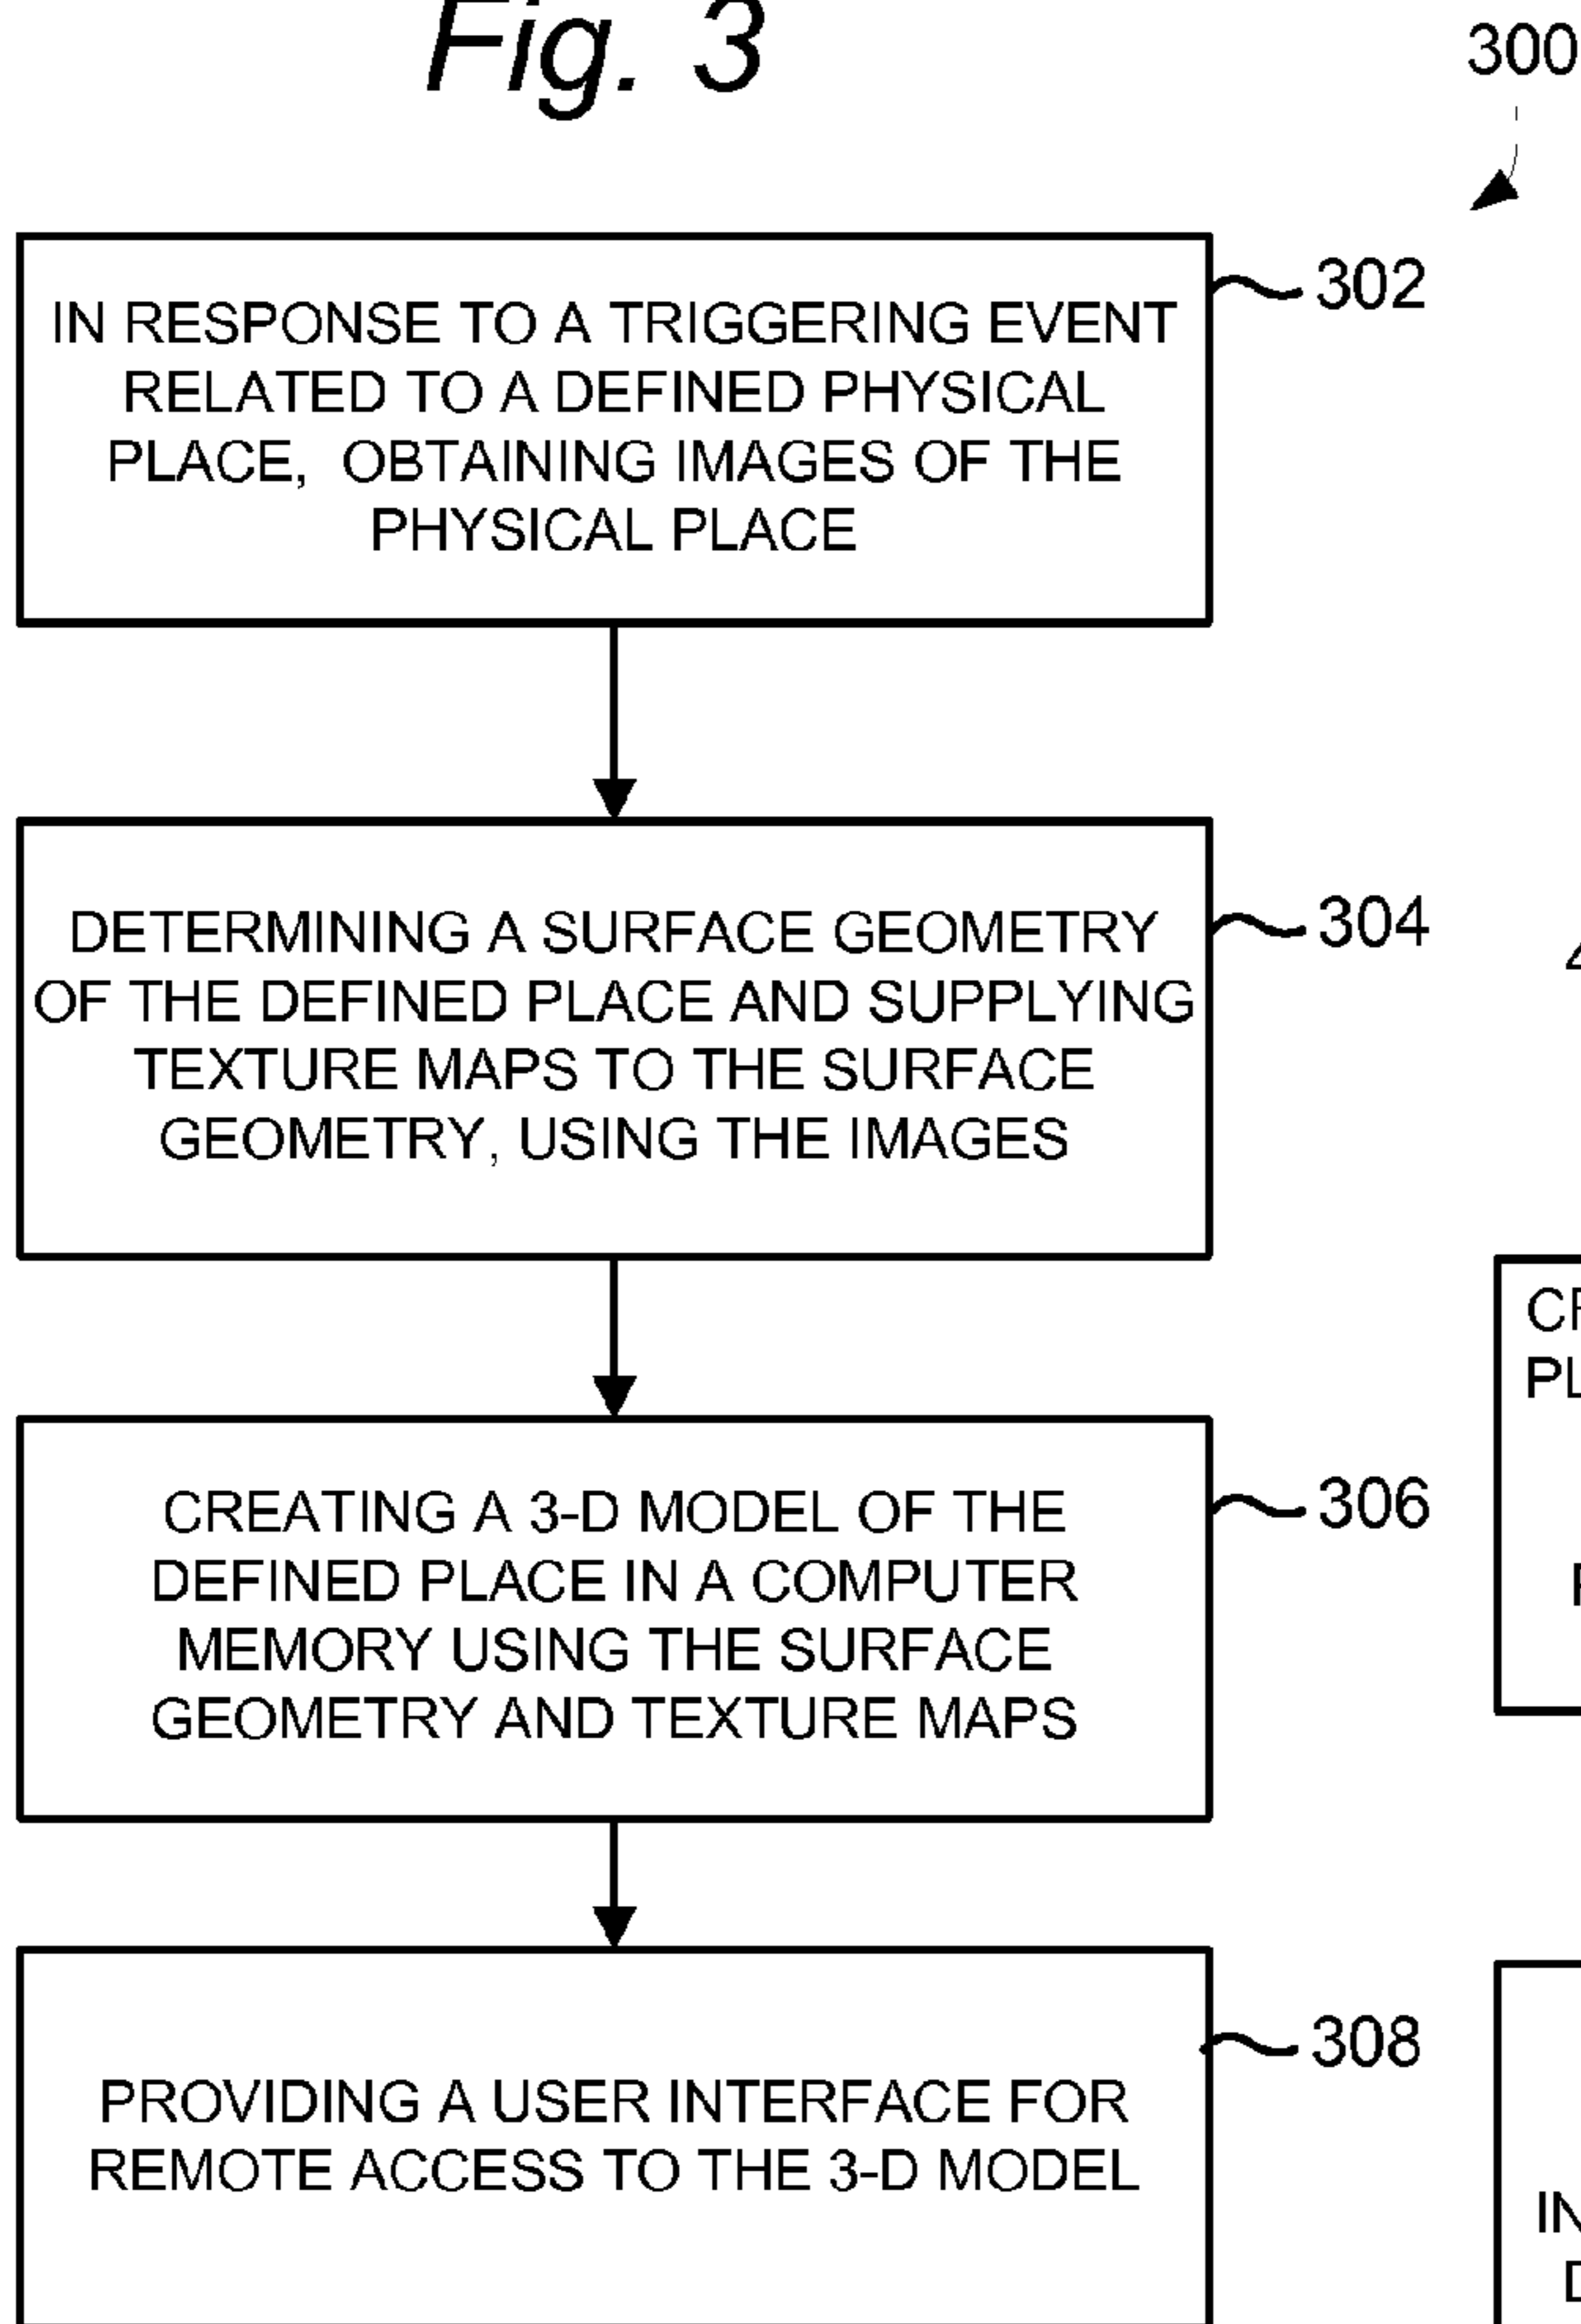 Fig. 3
300
IN RESPONSE TO A TRIGGERING EVENT
RELATED TO A DEFINED PHYSICAL
PLACE, OBTAINING IMAGES OF THE
PHYSICAL PLACE
302
DETERMINING A SURFACE GEOMETRY
OF THE DEFINED PLACE AND SUPPLYING
TEXTURE MAPS TO THE SURFACE
GEOMETRY, USING THE IMAGES
304
CREATING A 3-D MODEL OF THE
DEFINED PLACE IN A COMPUTER
MEMORY USING THE SURFACE
GEOMETRY AND TEXTURE MAPS
306
PROVIDING A USER INTERFACE FOR
REMOTE ACCESS TO THE 3-D MODEL
308